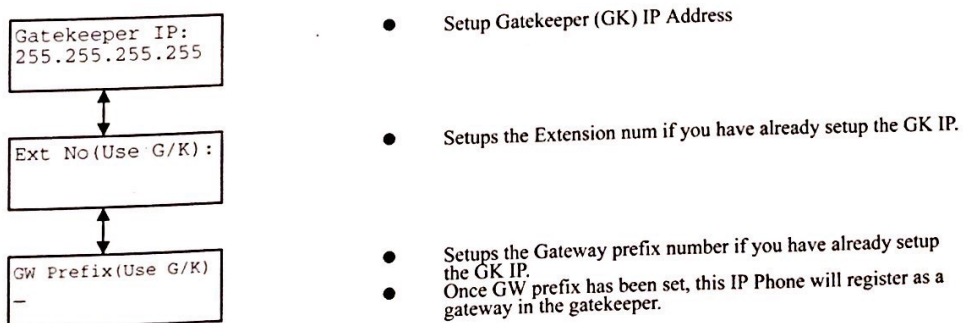 Gatekeeper IP:
255.255.255.255
● Setup Gatekeeper (GK) IP Address
Ext No(Use G/K):
● Setups the Extension num if you have already setup the GK IP.
GW Prefix(Use G/K)
_
● Setups the Gateway prefix number if you have already setup
the GK IP.
● Once GW prefix has been set, this IP Phone will register as a
gateway in the gatekeeper.